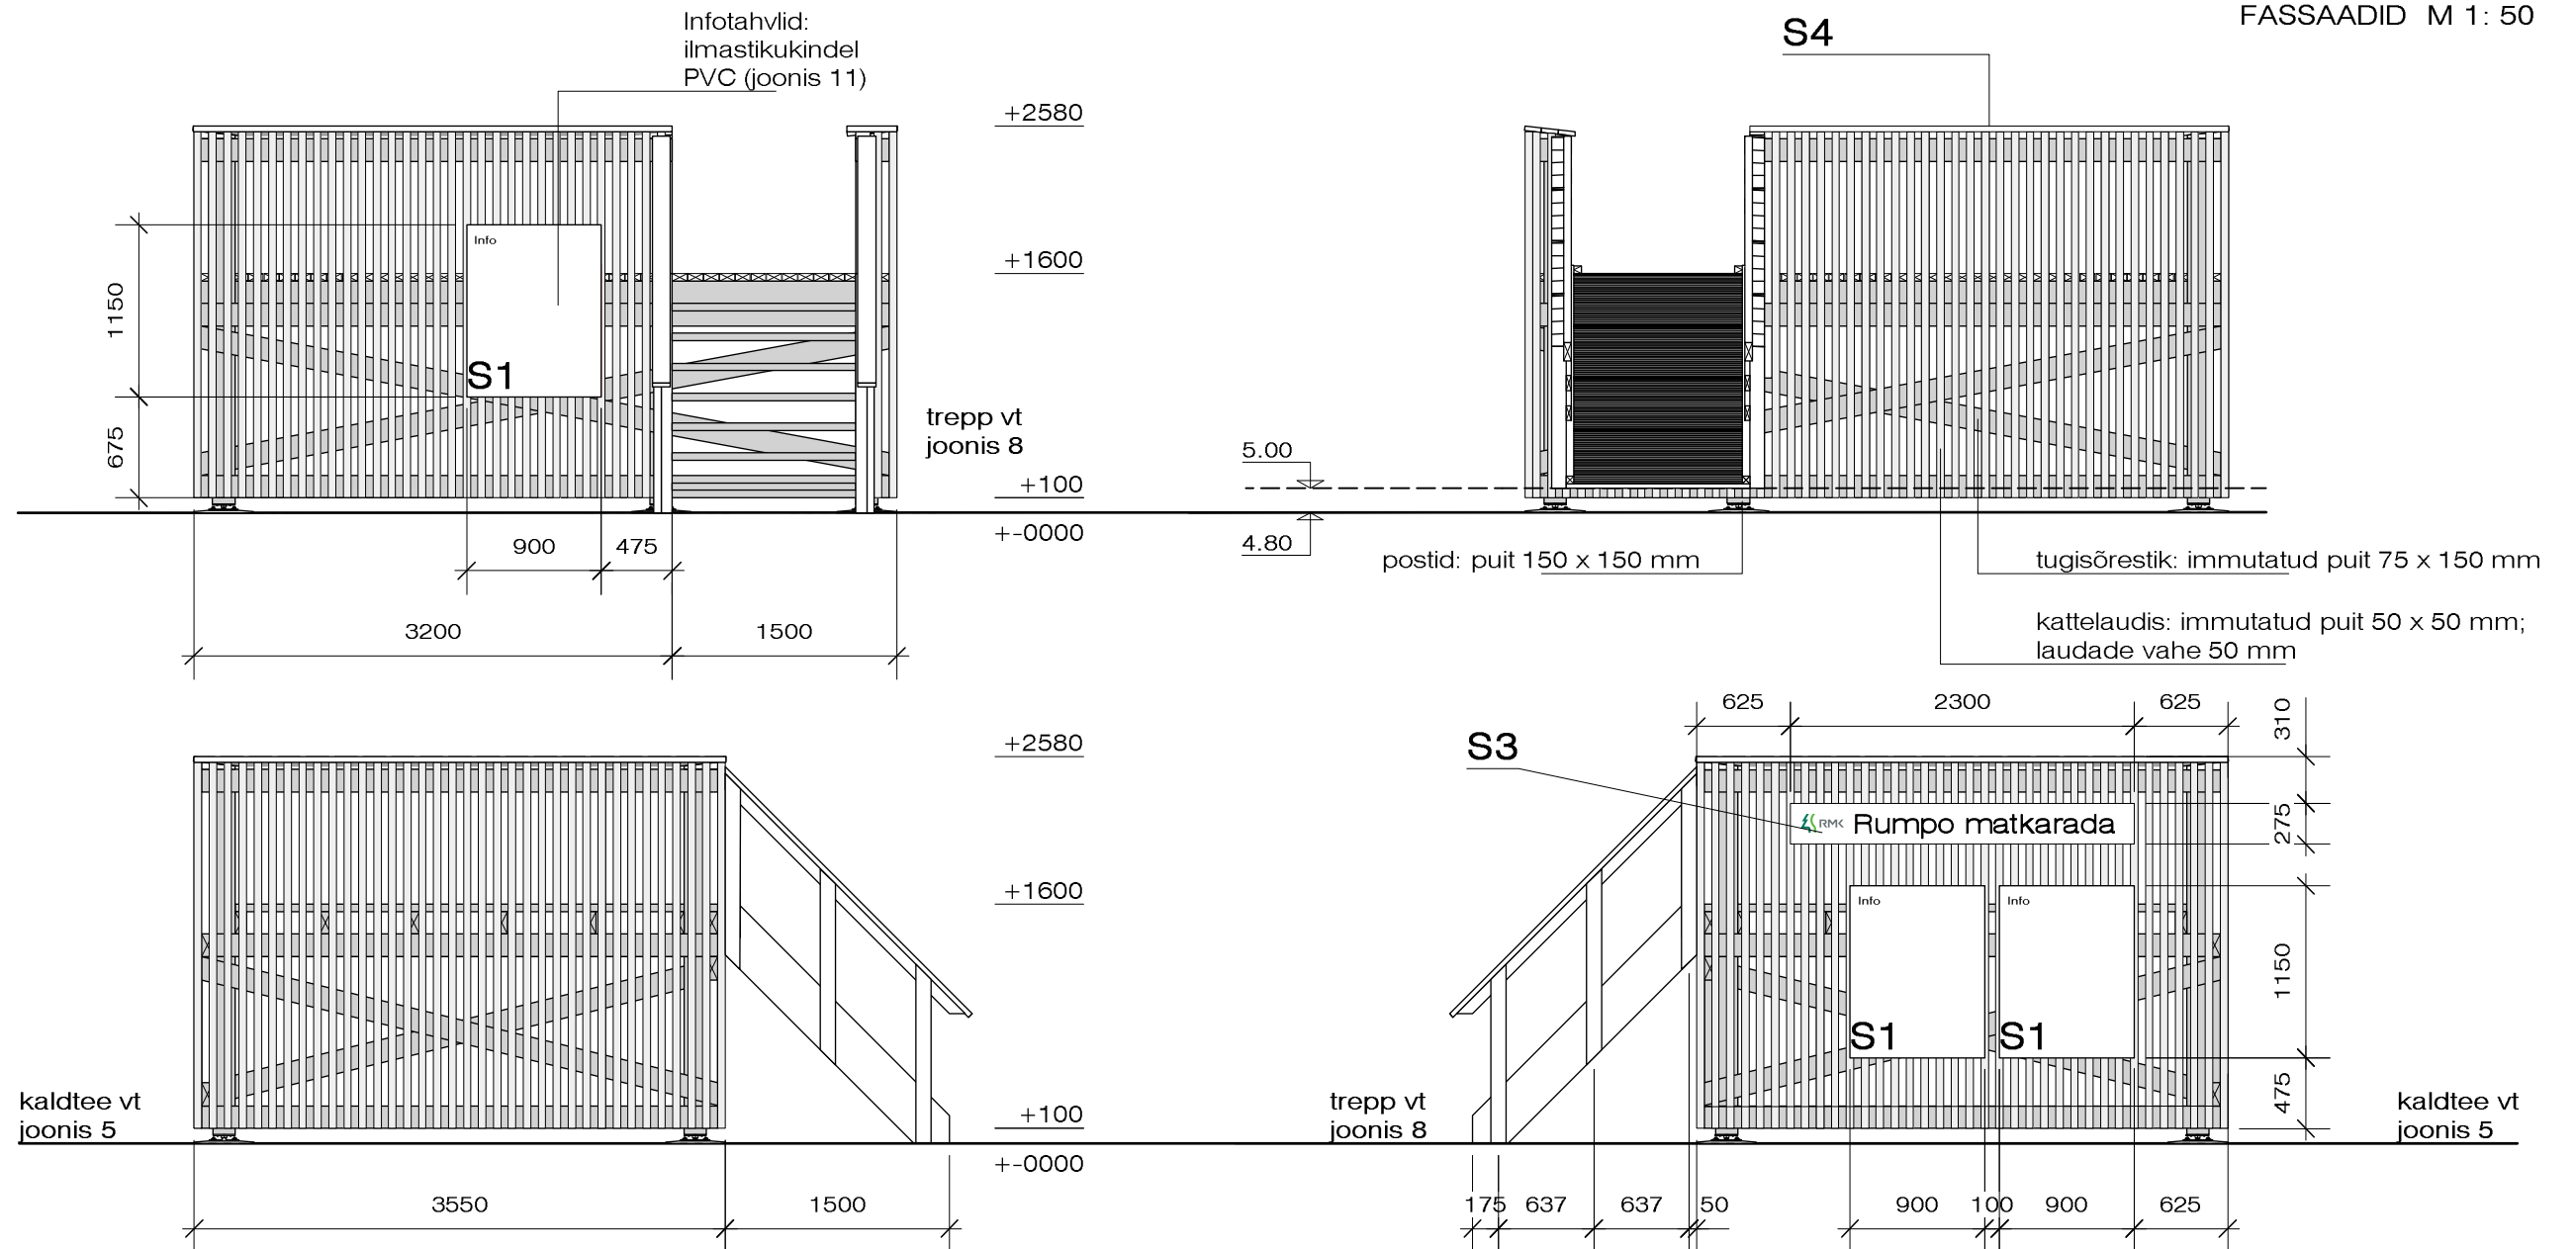 FASSAADID M 1: 50
Infotahvlid:
ilmastikukindel
PVC (joonis 11)
S4
+2580
Info
+1600
1150
S1
675
trepp vt
joonis 8
+100
+-0000
5.00
4.80
900
475
3200
1500
postid: puit 150 x 150 mm
tugisõrestik: immutatud puit 75 x 150 mm
kattelaudis: immutatud puit 50 x 50 mm;
laudade vahe 50 mm
625
2300
625
310
+2580
S3
275
RMK
Rumpo matkarada
+1600
Info
Info
1150
S1
S1
475
kaldtee vt
joonis 5
+100
+-0000
trepp vt
joonis 8
kaldtee vt
joonis 5
3550
1500
175
637
637
50
900
100
900
625